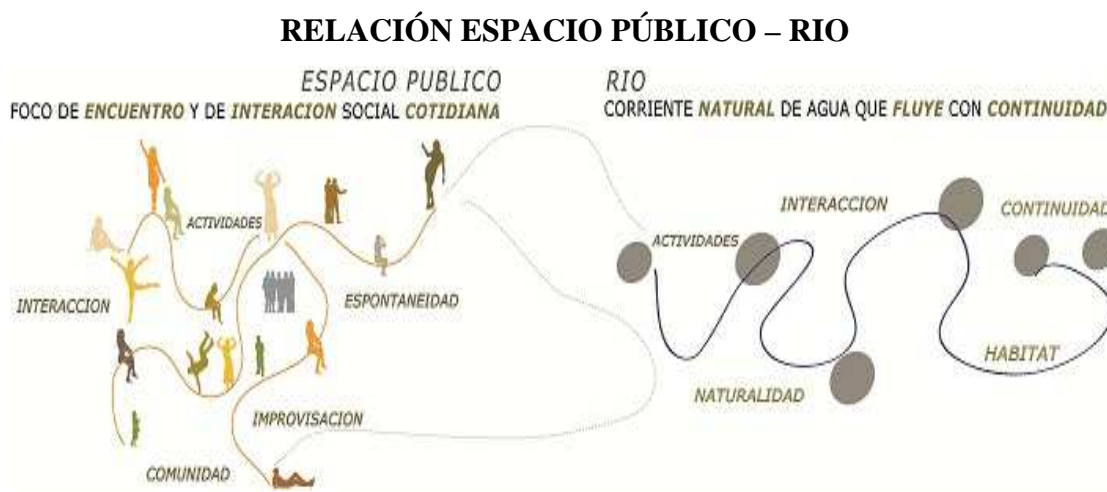 RELACIÓN ESPACIO PÚBLICO – RIO
ESPACIO PUBLICO
FOCO DE ENCUENTRO Y DE INTERACION SOCIAL COTIDIANA
ACTIVIDADES
INTERACCION
ESPONTANEIDAD
IMPROVISACION
COMUNIDAD
RIO
CORRIENTE NATURAL DE AGUA QUE FLUYE CON CONTINUIDAD
INTERACCION
CONTINUIDAD
ACTIVIDADES
HABITAT
NATURALIDAD